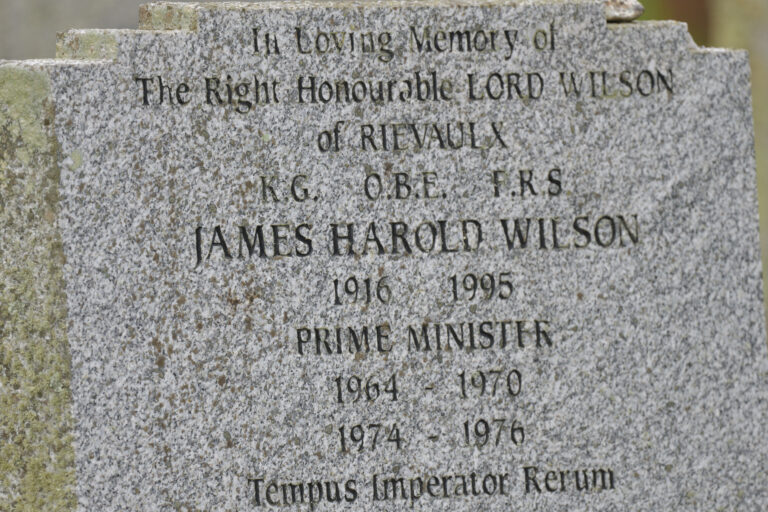 In Loving Memory of
The Right Honourable LORD WILSON
of RIEVAULX
K.G. O.B.E. F.R.S
JAMES HAROLD WILSON
1916 1995
PRIME MINISTER
1964 - 1970
1974 - 1976
Tempus Imperator Rerum